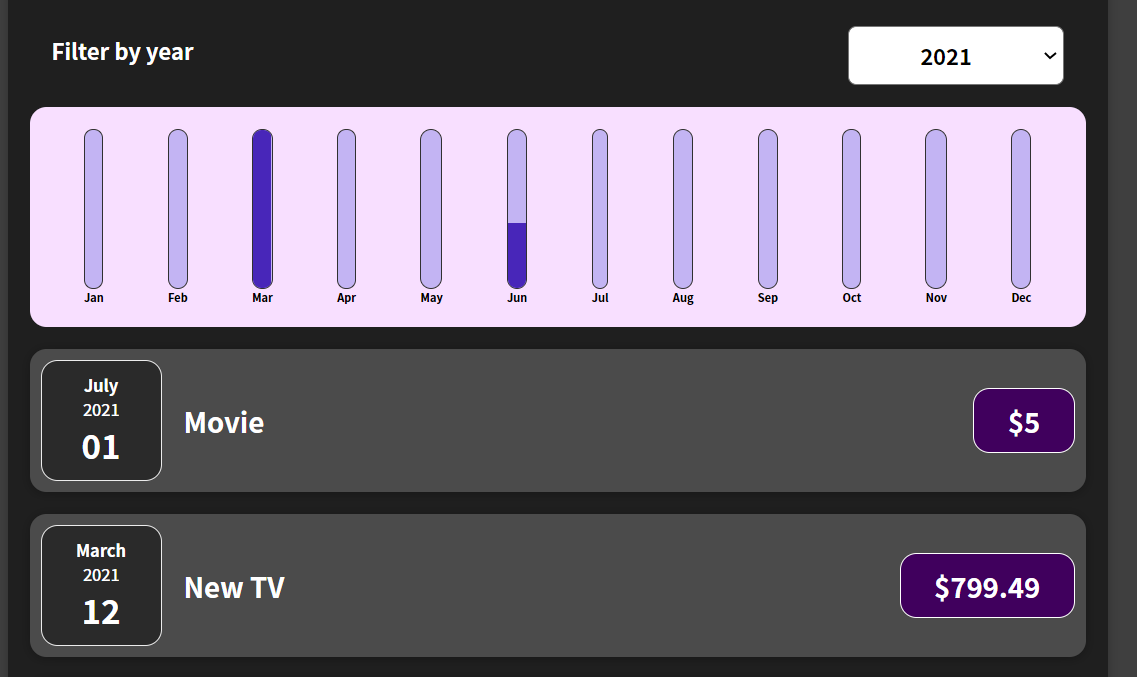 Filter by year
2021
Jan Feb Mar Apr May Jun Jul Aug Sep Oct Nov Dec
July
2021
01
Movie
$5
March
2021
12
New TV
$799.49